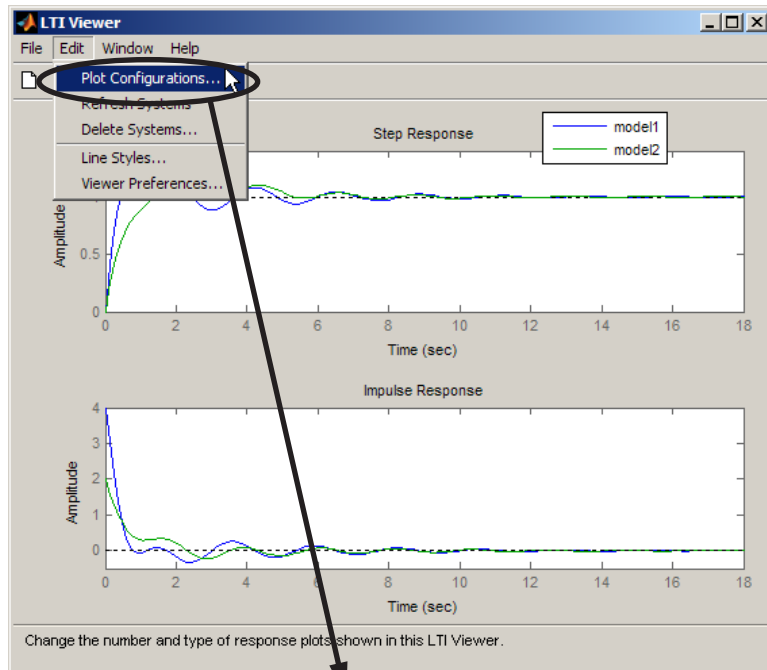 LTI Viewer
File Edit Window Help
Plot Configurations...
Refresh Systems
Delete Systems...
Line Styles...
Viewer Preferences...
Step Response
model1
model2
Amplitude
0.5
0
0 2 4 6 8 10 12 14 16 18
Time (sec)
Impulse Response
Amplitude
4
3
2
1
0
0 2 4 6 8 10 12 14 16 18
Time (sec)
Change the number and type of response plots shown in this LTI Viewer.